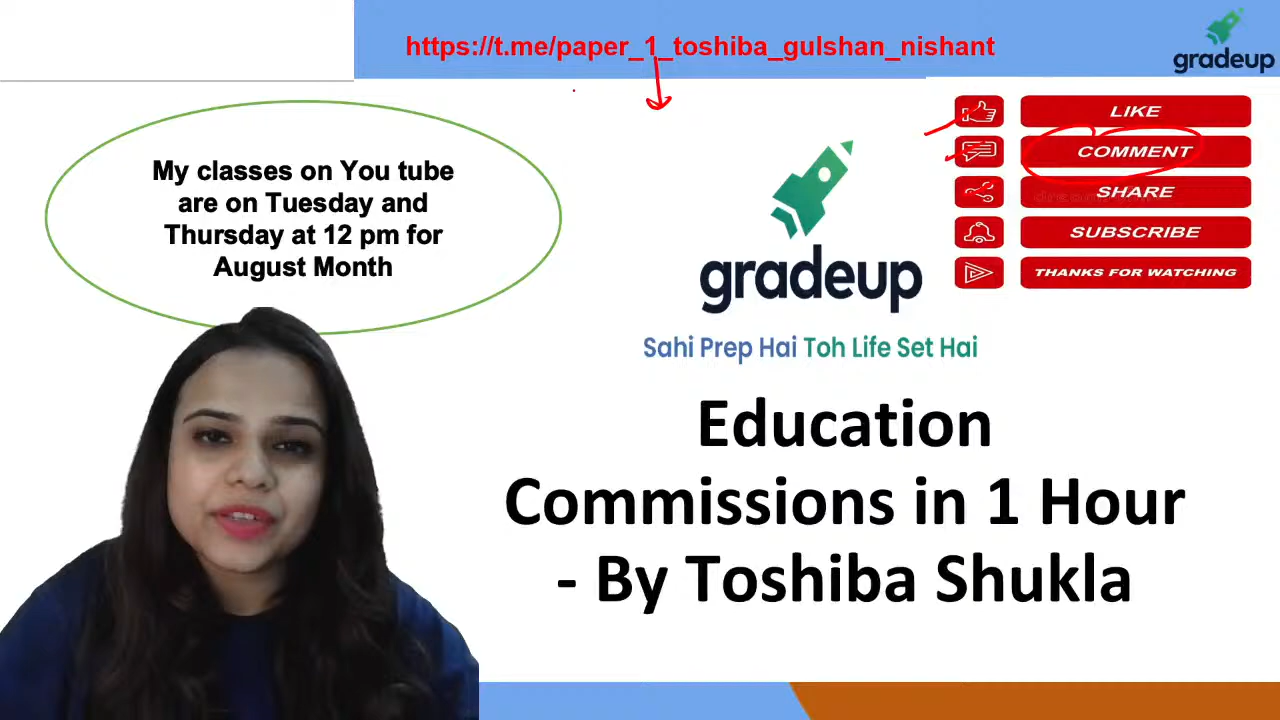 https://t.me/paper_1_toshiba_gulshan_nishant
gradeup
My classes on You tube
are on Tuesday and
Thursday at 12 pm for
August Month
LIKE
COMMENT
SHARE
SUBSCRIBE
THANKS FOR WATCHING
gradeup
Sahi Prep Hai Toh Life Set Hai
Education
Commissions in 1 Hour
- By Toshiba Shukla